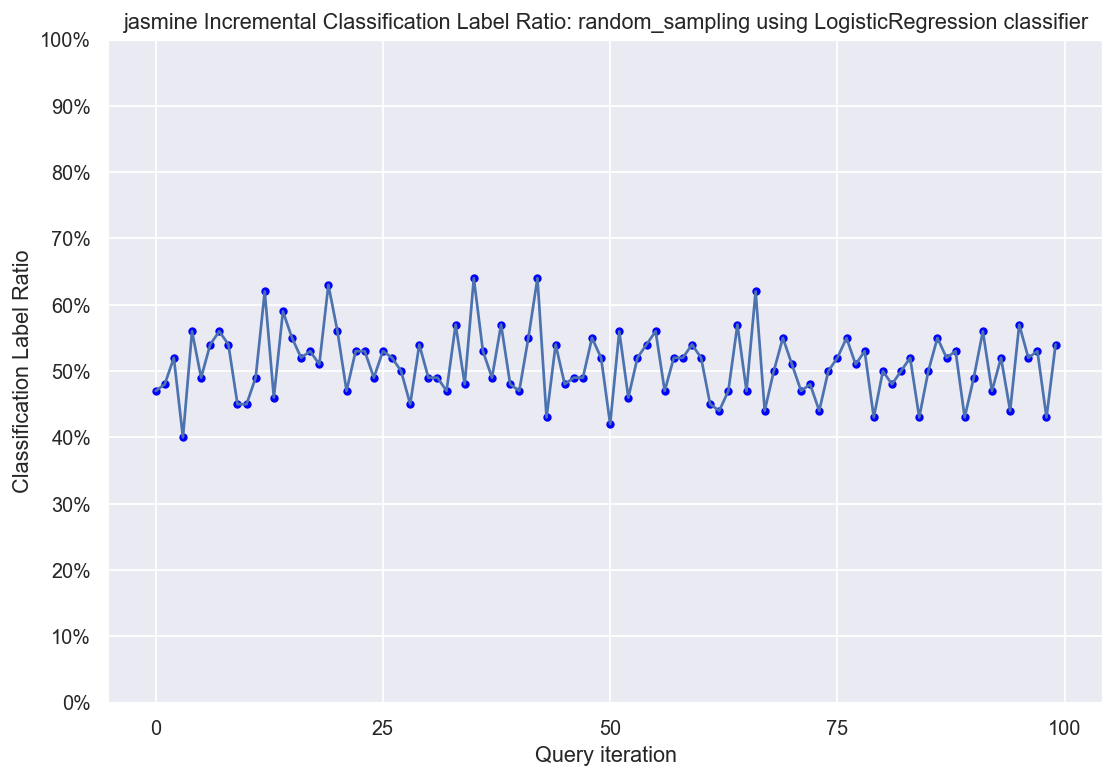 jasmine Incremental Classification Label Ratio: random_sampling using LogisticRegression classifier
100%
90%
80%
70%
60%
50%
40%
30%
20%
10%
0%
Classification Label Ratio
0 25 50 75 100
Query iteration